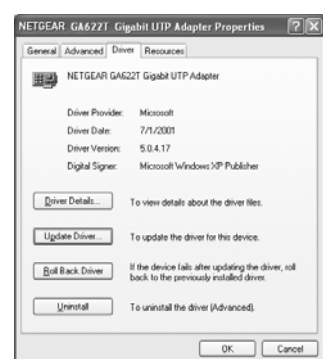 NETGEAR GA622T Gigabit UTP Adapter Properties
General Advanced Driver Resources
NETGEAR GA622T Gigabit UTP Adapter
Driver Provider: Microsoft
Driver Date: 7/1/2001
Driver Version: 5.0.4.17
Digital Signer: Microsoft Windows XP Publisher
Driver Details... To view details about the driver files.
Update Driver... To update the driver for this device.
Roll Back Driver If the device fails after updating the driver, roll
back to the previously installed driver.
Uninstall To uninstall the driver (Advanced).
OK Cancel